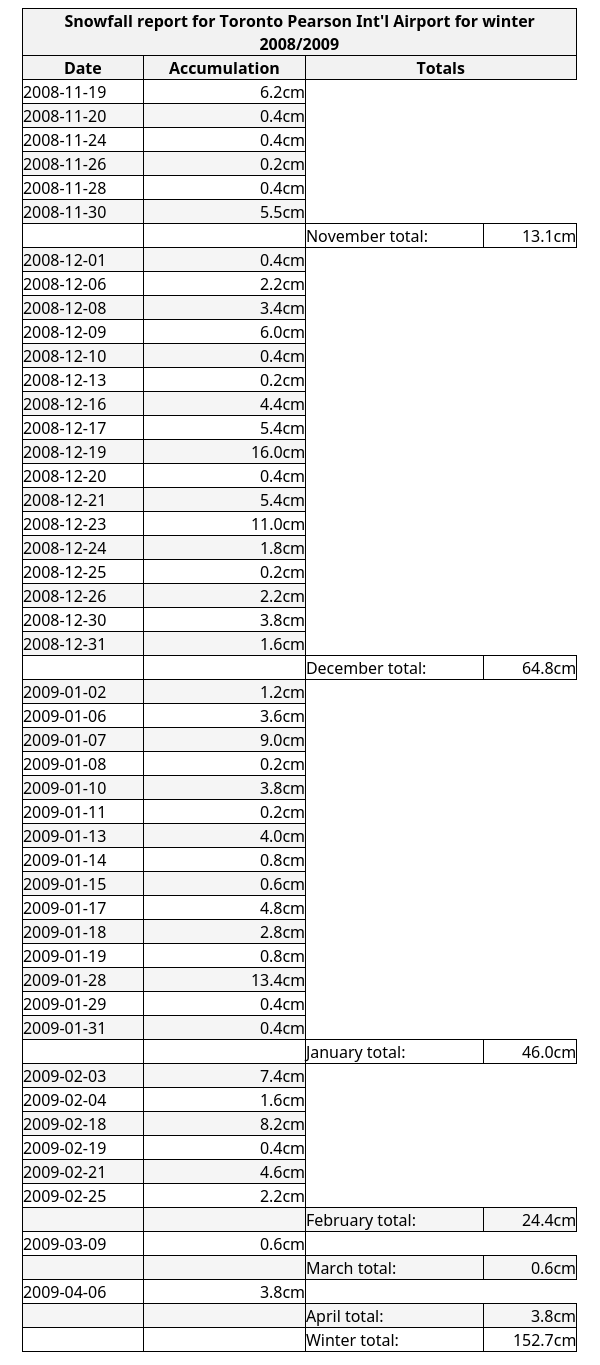 Snowfall report for Toronto Pearson Int'l Airport for winter
2008/2009
Date Accumulation Totals
2008-11-19 6.2cm
2008-11-20 0.4cm
2008-11-24 0.4cm
2008-11-26 0.2cm
2008-11-28 0.4cm
2008-11-30 5.5cm
November total: 13.1cm
2008-12-01 0.4cm
2008-12-06 2.2cm
2008-12-08 3.4cm
2008-12-09 6.0cm
2008-12-10 0.4cm
2008-12-13 0.2cm
2008-12-16 4.4cm
2008-12-17 5.4cm
2008-12-19 16.0cm
2008-12-20 0.4cm
2008-12-21 5.4cm
2008-12-23 11.0cm
2008-12-24 1.8cm
2008-12-25 0.2cm
2008-12-26 2.2cm
2008-12-30 3.8cm
2008-12-31 1.6cm
December total: 64.8cm
2009-01-02 1.2cm
2009-01-06 3.6cm
2009-01-07 9.0cm
2009-01-08 0.2cm
2009-01-10 3.8cm
2009-01-11 0.2cm
2009-01-13 4.0cm
2009-01-14 0.8cm
2009-01-15 0.6cm
2009-01-17 4.8cm
2009-01-18 2.8cm
2009-01-19 0.8cm
2009-01-28 13.4cm
2009-01-29 0.4cm
2009-01-31 0.4cm
January total: 46.0cm
2009-02-03 7.4cm
2009-02-04 1.6cm
2009-02-18 8.2cm
2009-02-19 0.4cm
2009-02-21 4.6cm
2009-02-25 2.2cm
February total: 24.4cm
2009-03-09 0.6cm
March total: 0.6cm
2009-04-06 3.8cm
April total: 3.8cm
Winter total: 152.7cm